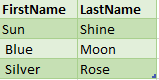 FirstName LastName
Sun Shine
Blue Moon
Silver Rose